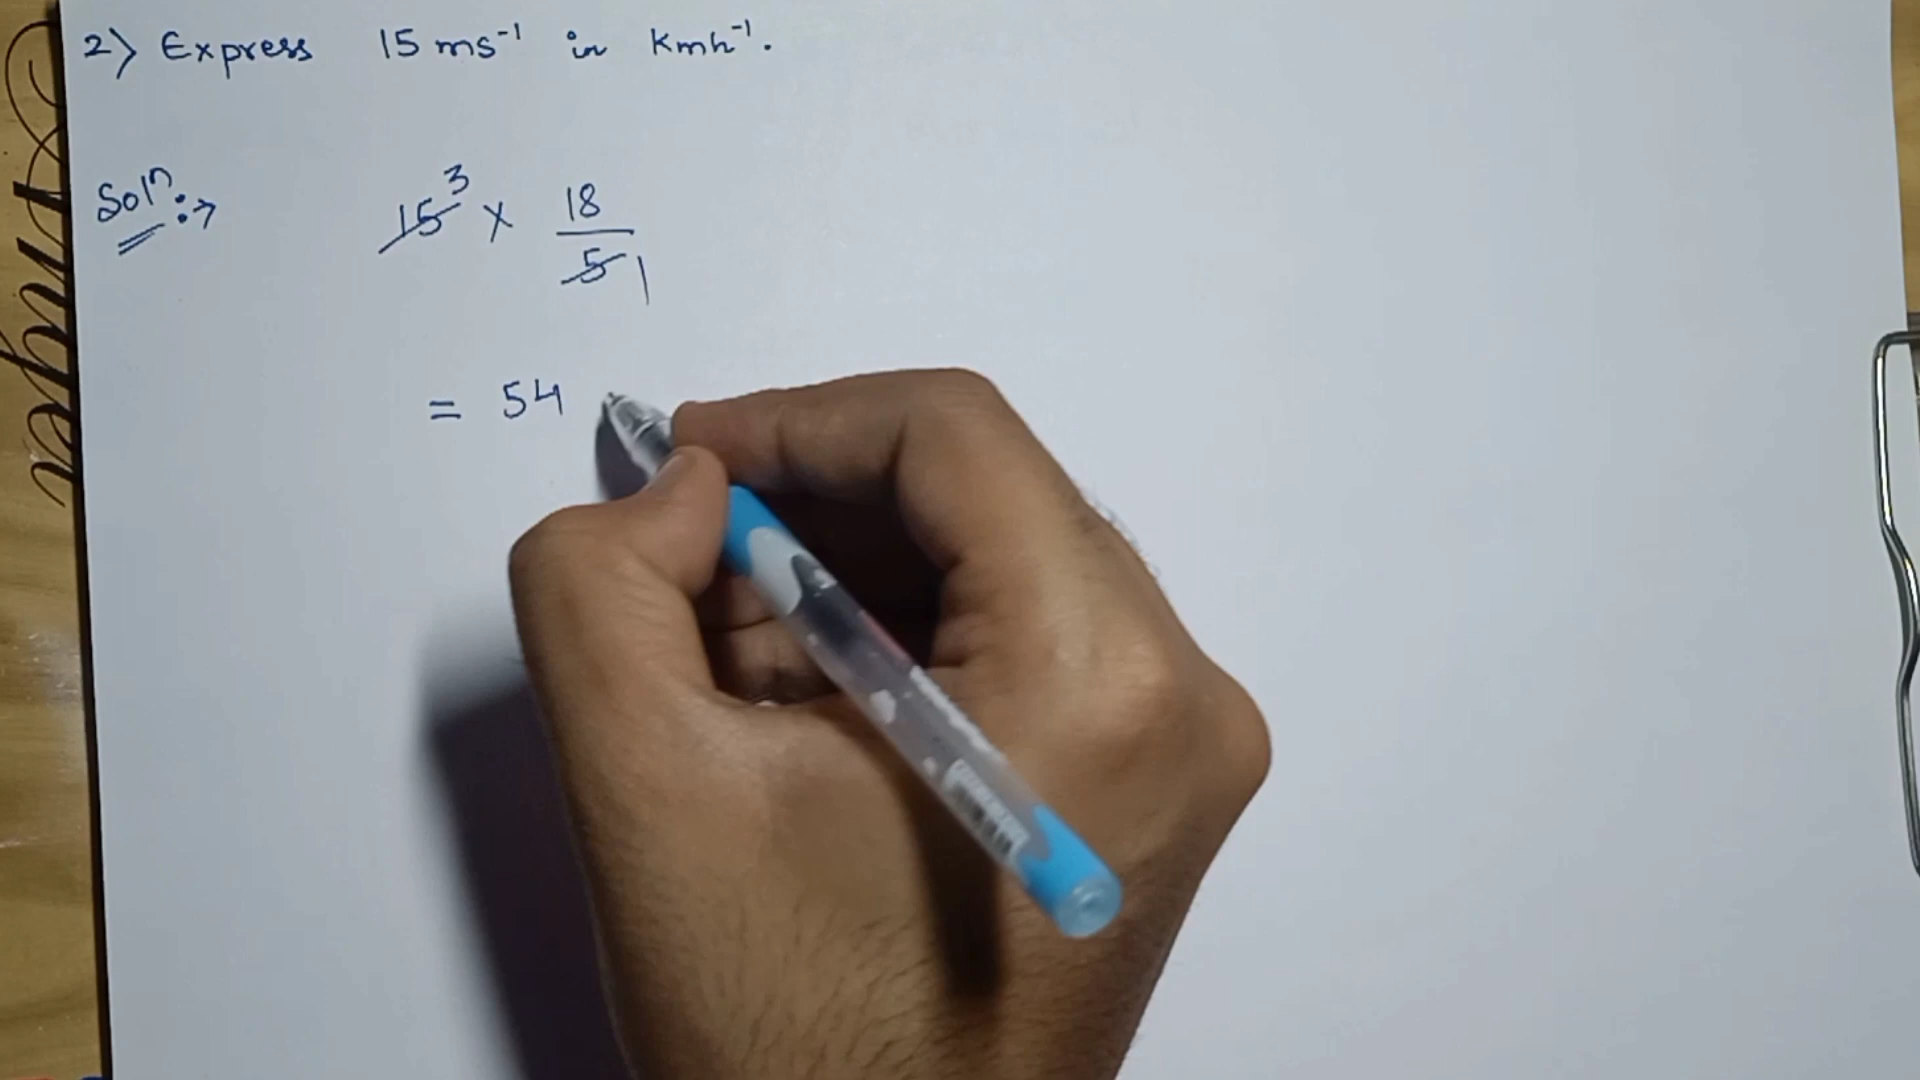 2) Express 15 ms⁻¹ in kmh⁻¹.
Solⁿ :→ 15 3 × 18/5 1
= 54